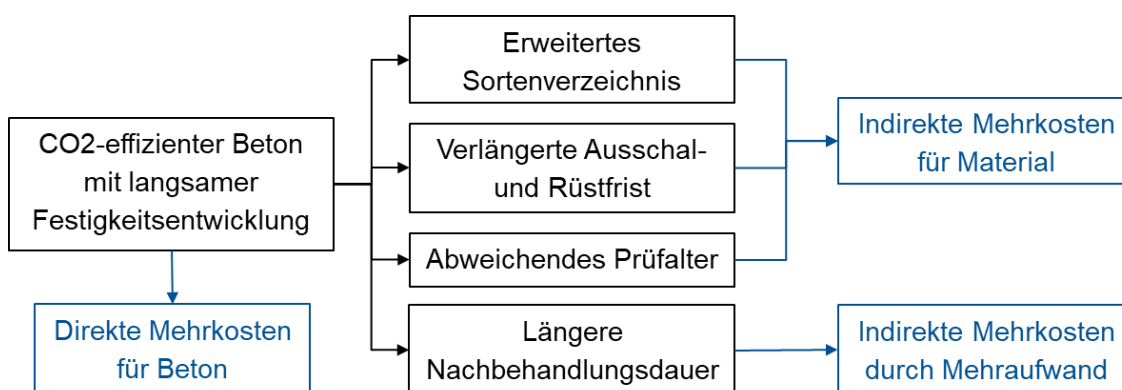 CO2-effizienter Beton
mit langsamer
Festigkeitsentwicklung
Direkte Mehrkosten
für Beton
Erweitertes
Sortenverzeichnis
Verlängerte Ausschal-
und Rüstfrist
Abweichendes Prüfalter
Längere
Nachbehandlungsdauer
Indirekte Mehrkosten
für Material
Indirekte Mehrkosten
durch Mehraufwand